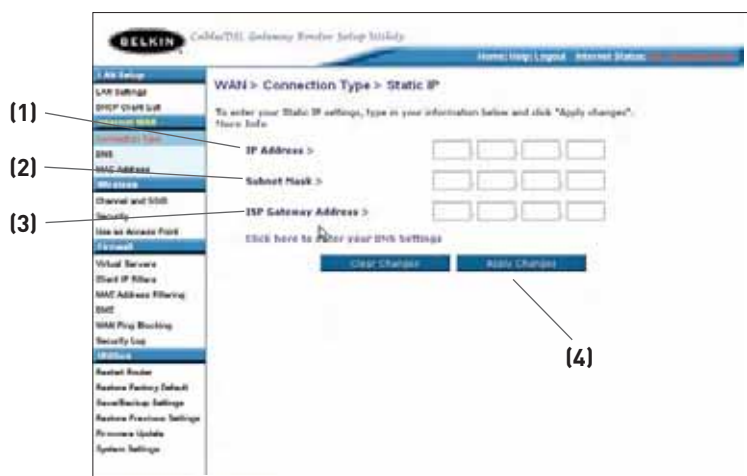 BELKIN Cable/DSL Gateway Router Setup Utility
Home| Help| Logout Internet Status:
LAN Setup
LAN Settings
DHCP Client List
Internet WAN
Connection Type
DNS
MAC Address
Wireless
Channel and SSID
Security
Use as Access Point
Firewall
Virtual Servers
Client IP Filters
MAC Address Filtering
DMZ
WAN Ping Blocking
Security Log
Utilities
Restart Router
Restore Factory Default
Save/Backup Settings
Restore Previous Settings
Firmware Update
System Settings
WAN > Connection Type > Static IP
To enter your Static IP settings, type in your information below and click "Apply changes".
More Info
(1) IP Address >
(2) Subnet Mask >
(3) ISP Gateway Address >
Click here to enter your DNS Settings
Clear Changes Apply Changes
(4)